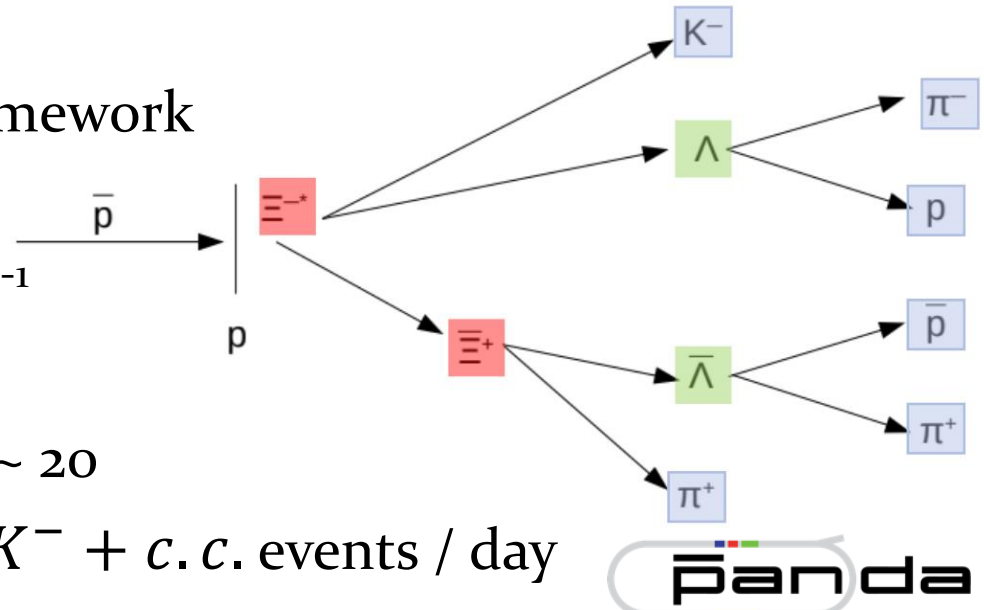 K⁻
mework
π⁻
Λ
Ξ⁻*
p̅
p
-1
p
Ξ̅⁺
p̅
Λ̅
π⁺
~ 20
π⁺
K⁻ + c.c. events / day
p̅anda